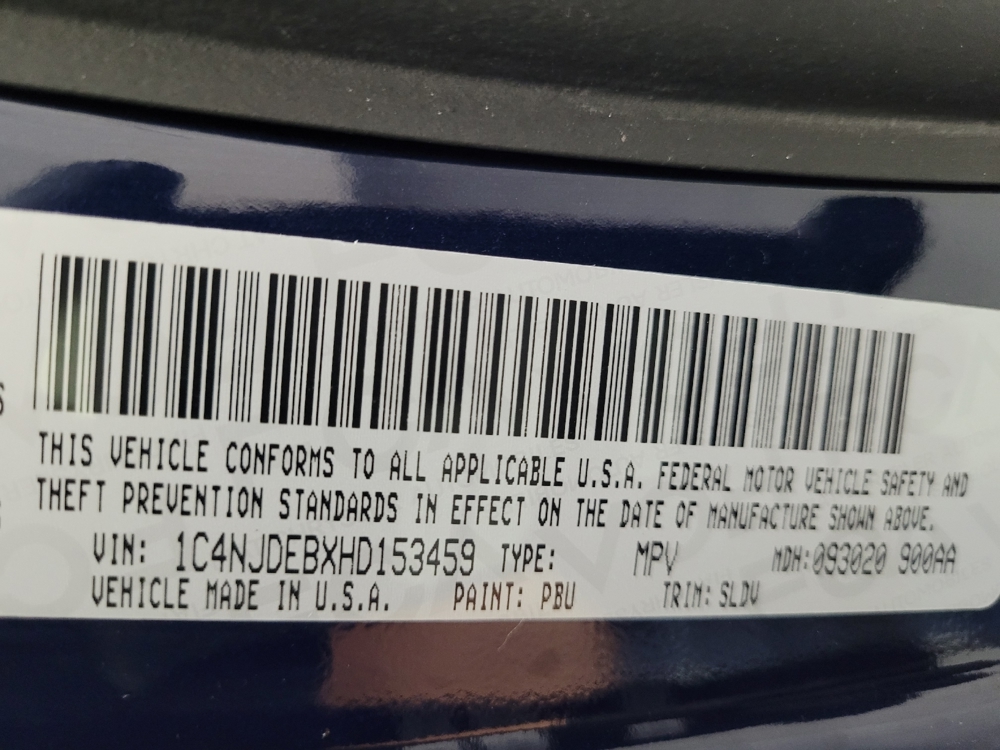 THIS VEHICLE CONFORMS TO ALL APPLICABLE U.S.A. FEDERAL MOTOR VEHICLE SAFETY AND
THEFT PREVENTION STANDARDS IN EFFECT ON THE DATE OF MANUFACTURE SHOWN ABOVE.
VIN: 1C4NJDEBXHD153459 TYPE: MPV MDH:093020 900AA
VEHICLE MADE IN U.S.A. PAINT: PBU TRIM: SLDV